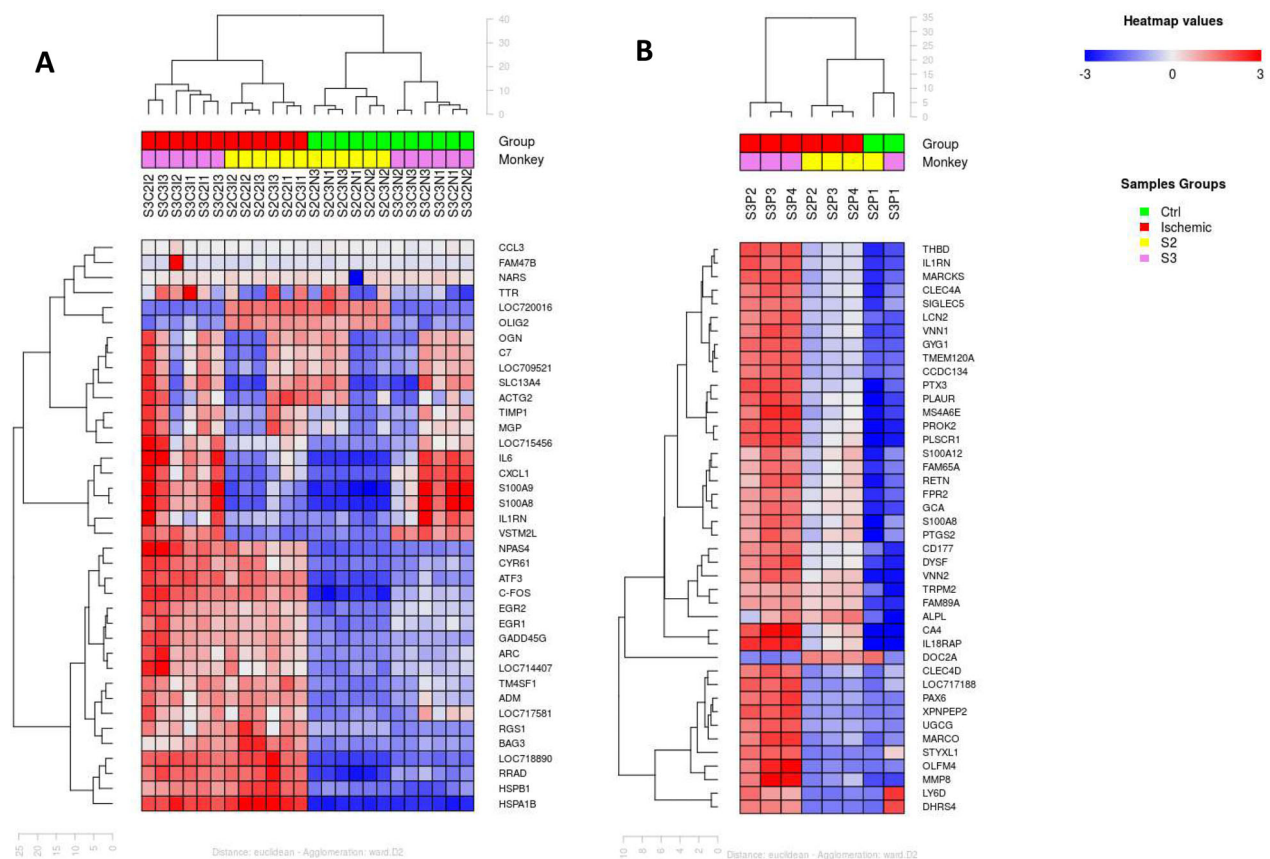 A
40
30
20
10
0
Group
Monkey
S3C2I2
S3C3I3
S3C3I2
S3C3I1
S3C2I1
S3C2I3
S2C3I2
S2C2I2
S2C2I3
S2C3I3
S2C2I1
S2C3I1
S2C2N3
S2C3N1
S2C3N3
S2C2N1
S2C2N2
S2C3N2
S3C3N2
S3C3N3
S3C2N3
S3C3N1
S3C2N1
S3C2N2
CCL3
FAM47B
NARS
TTR
LOC720016
OLIG2
OGN
C7
LOC709521
SLC13A4
ACTG2
TIMP1
MGP
LOC715456
IL6
CXCL1
S100A9
S100A8
IL1RN
VSTM2L
NPAS4
CYR61
ATF3
C-FOS
EGR2
EGR1
GADD45G
ARC
LOC714407
TM4SF1
ADM
LOC717581
RGS1
BAG3
LOC718890
RRAD
HSPB1
HSPA1B
25
20
15
10
5
0
Distance: euclidean - Agglomeration: ward.D2
B
35
30
25
20
15
10
5
0
Group
Monkey
S3P2
S3P3
S3P4
S2P2
S2P3
S2P4
S2P1
S3P1
THBD
IL1RN
MARCKS
CLEC4A
SIGLEC5
LCN2
VNN1
GYG1
TMEM120A
CCDC134
PTX3
PLAUR
MS4A6E
PROK2
PLSCR1
S100A12
FAM65A
RETN
FPR2
GCA
S100A8
PTGS2
CD177
DYSF
VNN2
TRPM2
FAM89A
ALPL
CA4
IL18RAP
DOC2A
CLEC4D
LOC717188
PAX6
XPNPEP2
UGCG
MARCO
STYXL1
OLFM4
MMP8
LY6D
DHRS4
10
8
6
4
2
0
Distance: euclidean - Agglomeration: ward.D2
Heatmap values
-3 0 3
Samples Groups
Ctrl
Ischemic
S2
S3